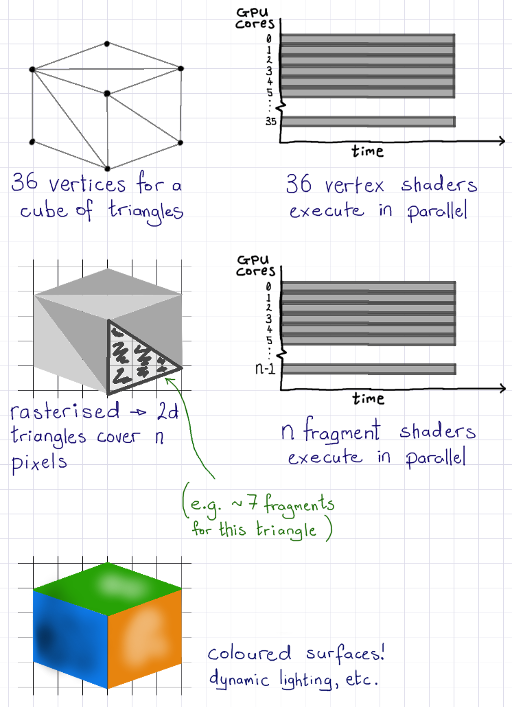 GPU
cores
0
1
2
3
4
5
:
35
time
36 vertices for a
cube of triangles
36 vertex shaders
execute in parallel
GPU
cores
0
1
2
3
4
5
:
n-1
time
rasterised → 2d
triangles cover n
pixels
n fragment shaders
execute in parallel
(e.g. ~7 fragments
for this triangle)
coloured surfaces!
dynamic lighting, etc.